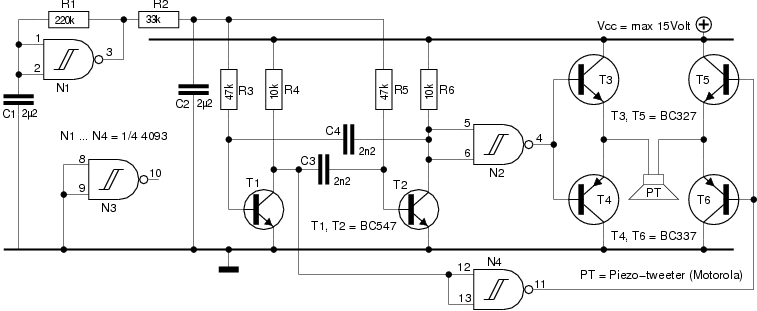 R1 R2
220k 33k
Vcc = max 15Volt
1
2
3
N1
C1 2µ2
C2 2µ2
47k R3
10k R4
47k R5
10k R6
T3
T5
T3, T5 = BC327
N1 ... N4 = 1/4 4093
C4
2n2
C3
2n2
5
6
4
N2
8
9
10
N3
T1
T2
T1, T2 = BC547
PT
T4
T6
T4, T6 = BC337
N4
12
13
11
PT = Piezo-tweeter (Motorola)